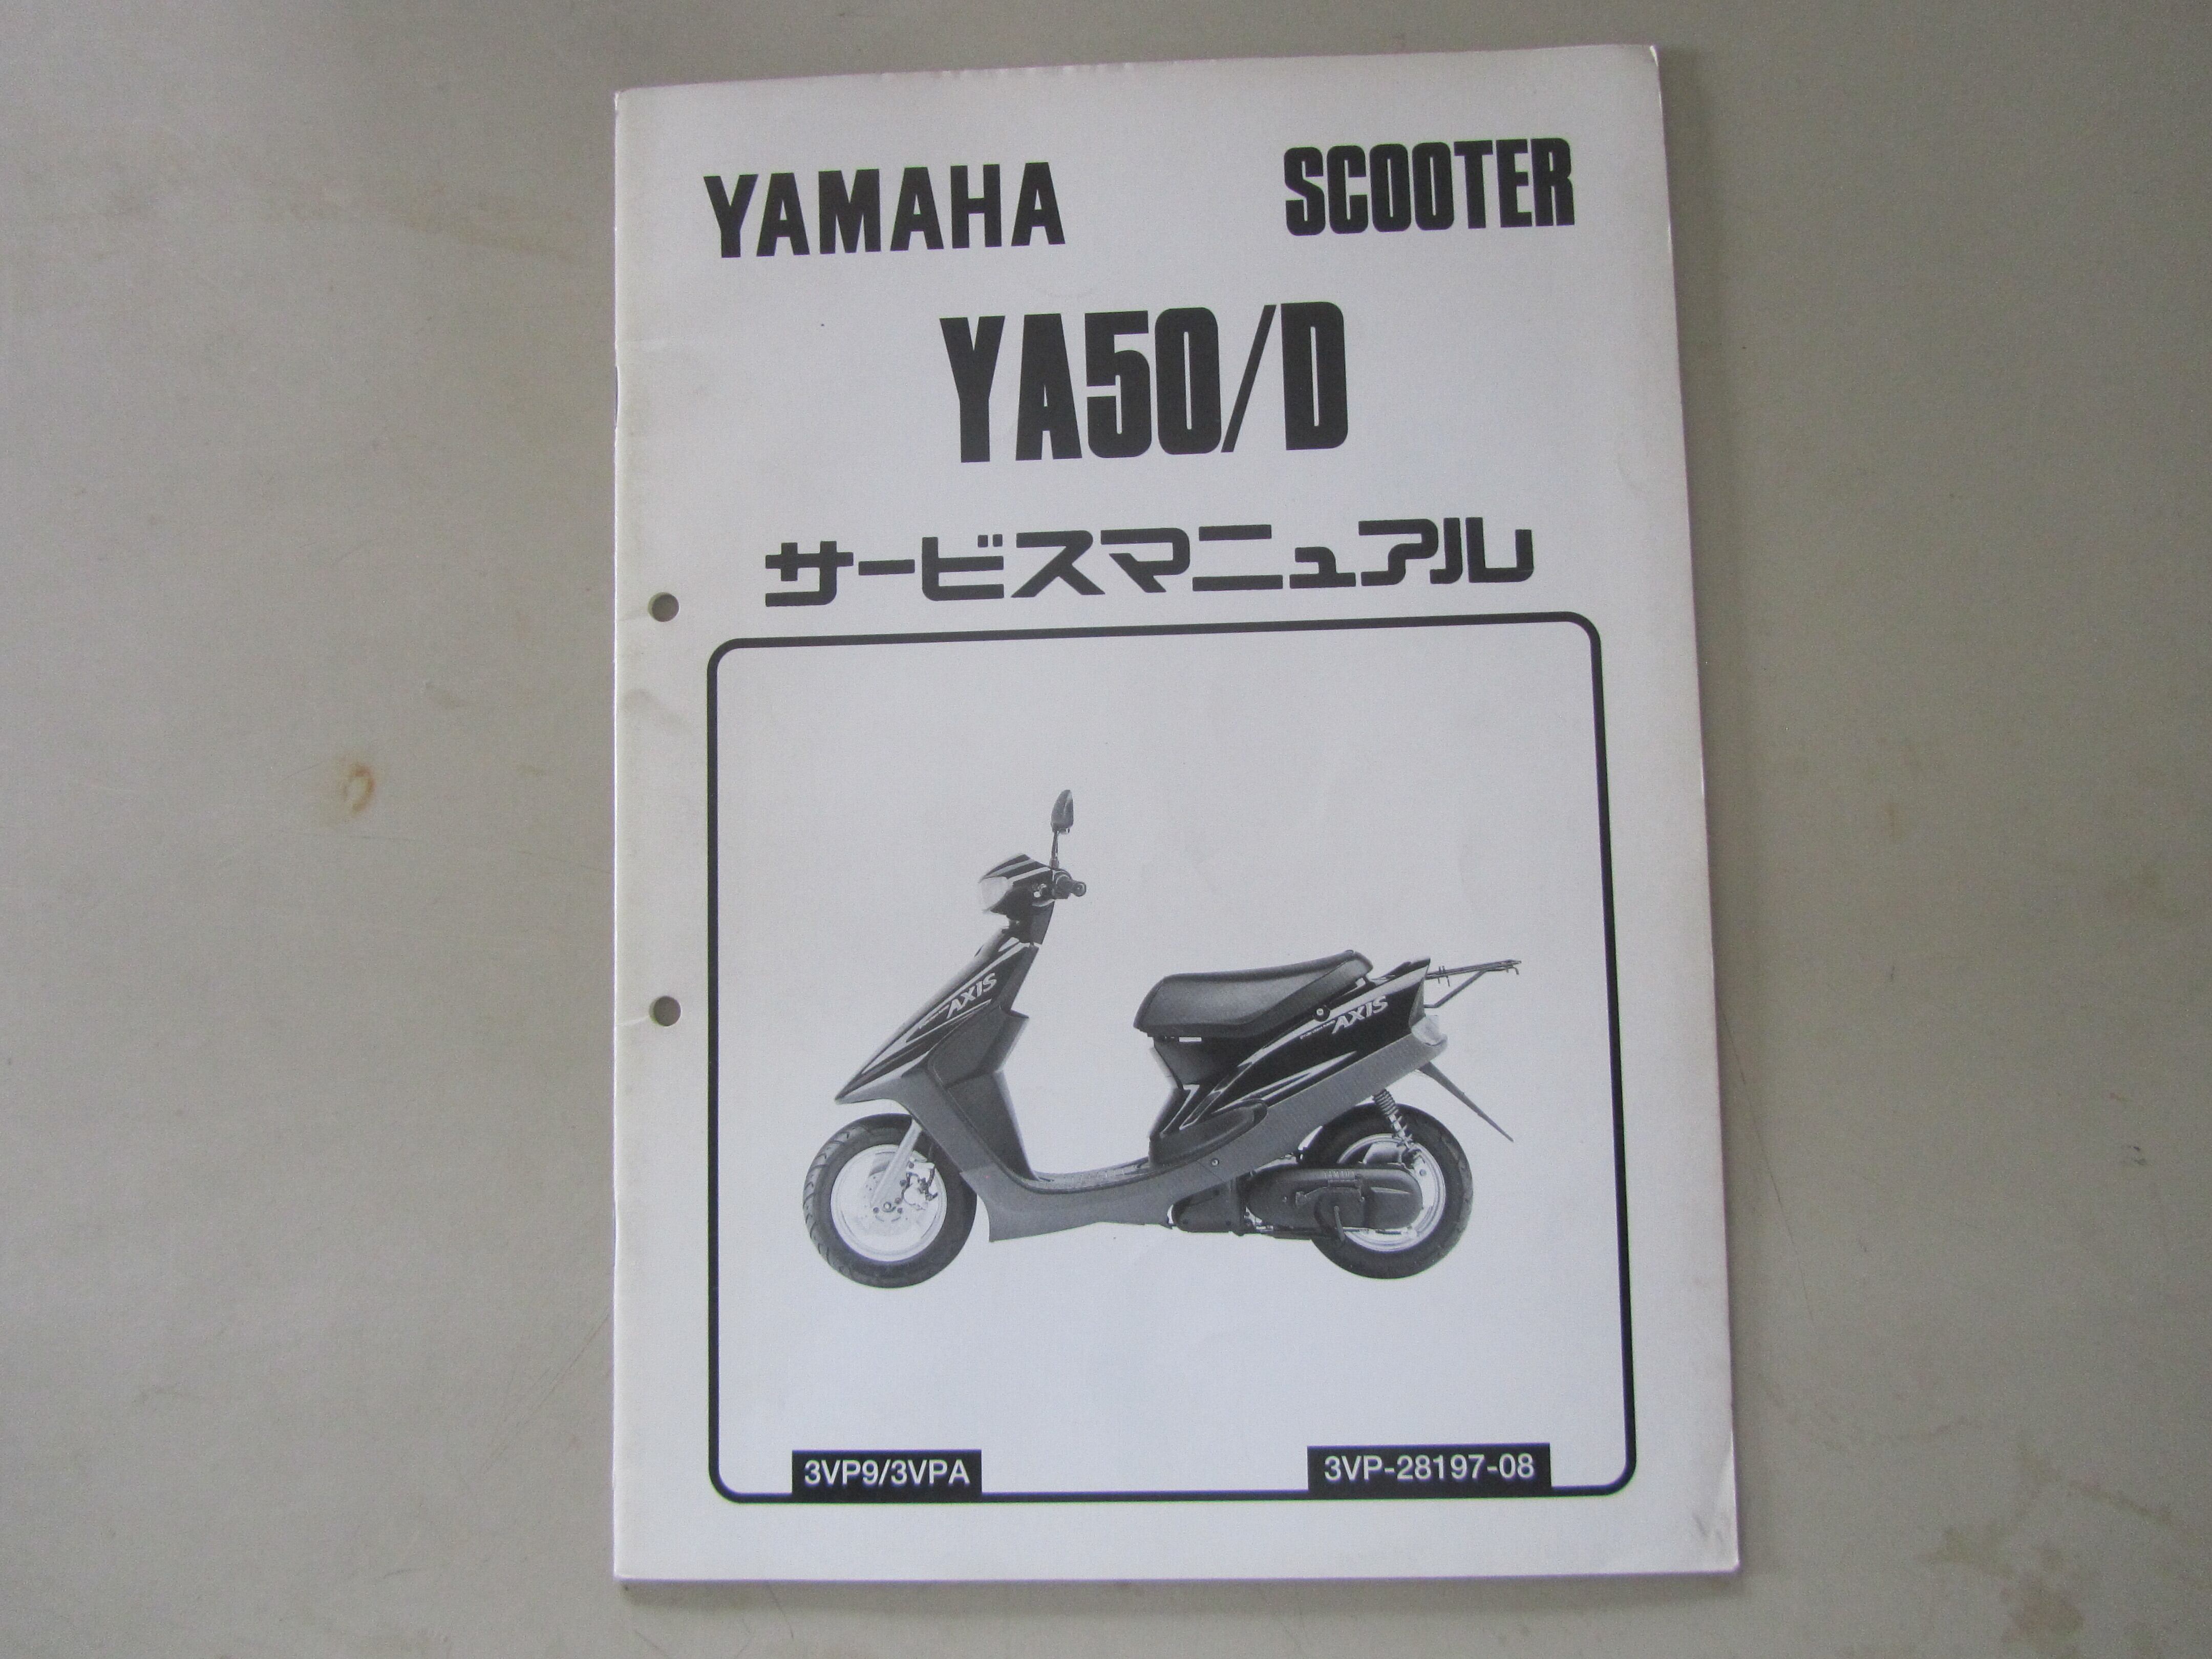 YAMAHA SCOOTER
YA50/D
サービスマニュアル
AXIS
AXIS
3VP9/3VPA 3VP-28197-08